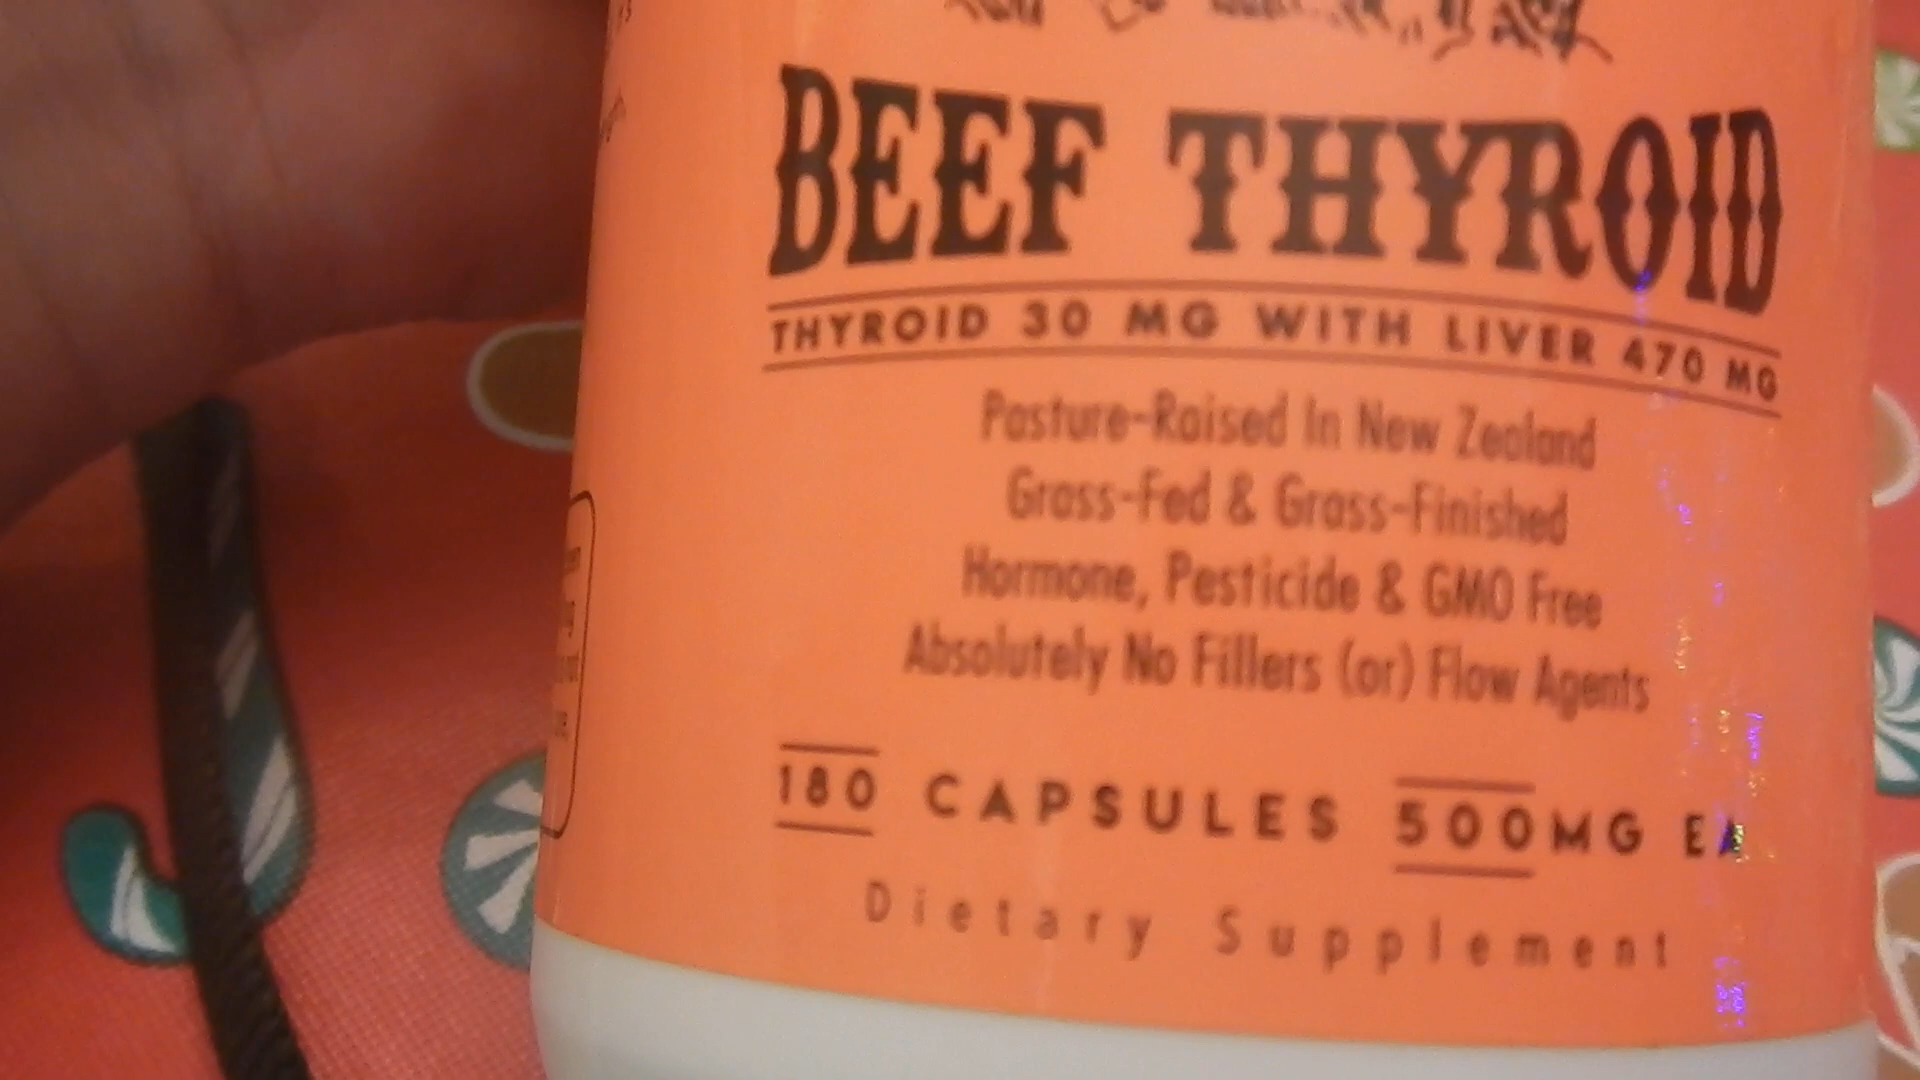 BEEF THYROID
THYROID 30 MG WITH LIVER 470 MG
Pasture-Raised In New Zealand
Grass-Fed & Grass-Finished
Hormone, Pesticide & GMO Free
Absolutely No Fillers (or) Flow Agents
180 CAPSULES 500MG EA
Dietary Supplement